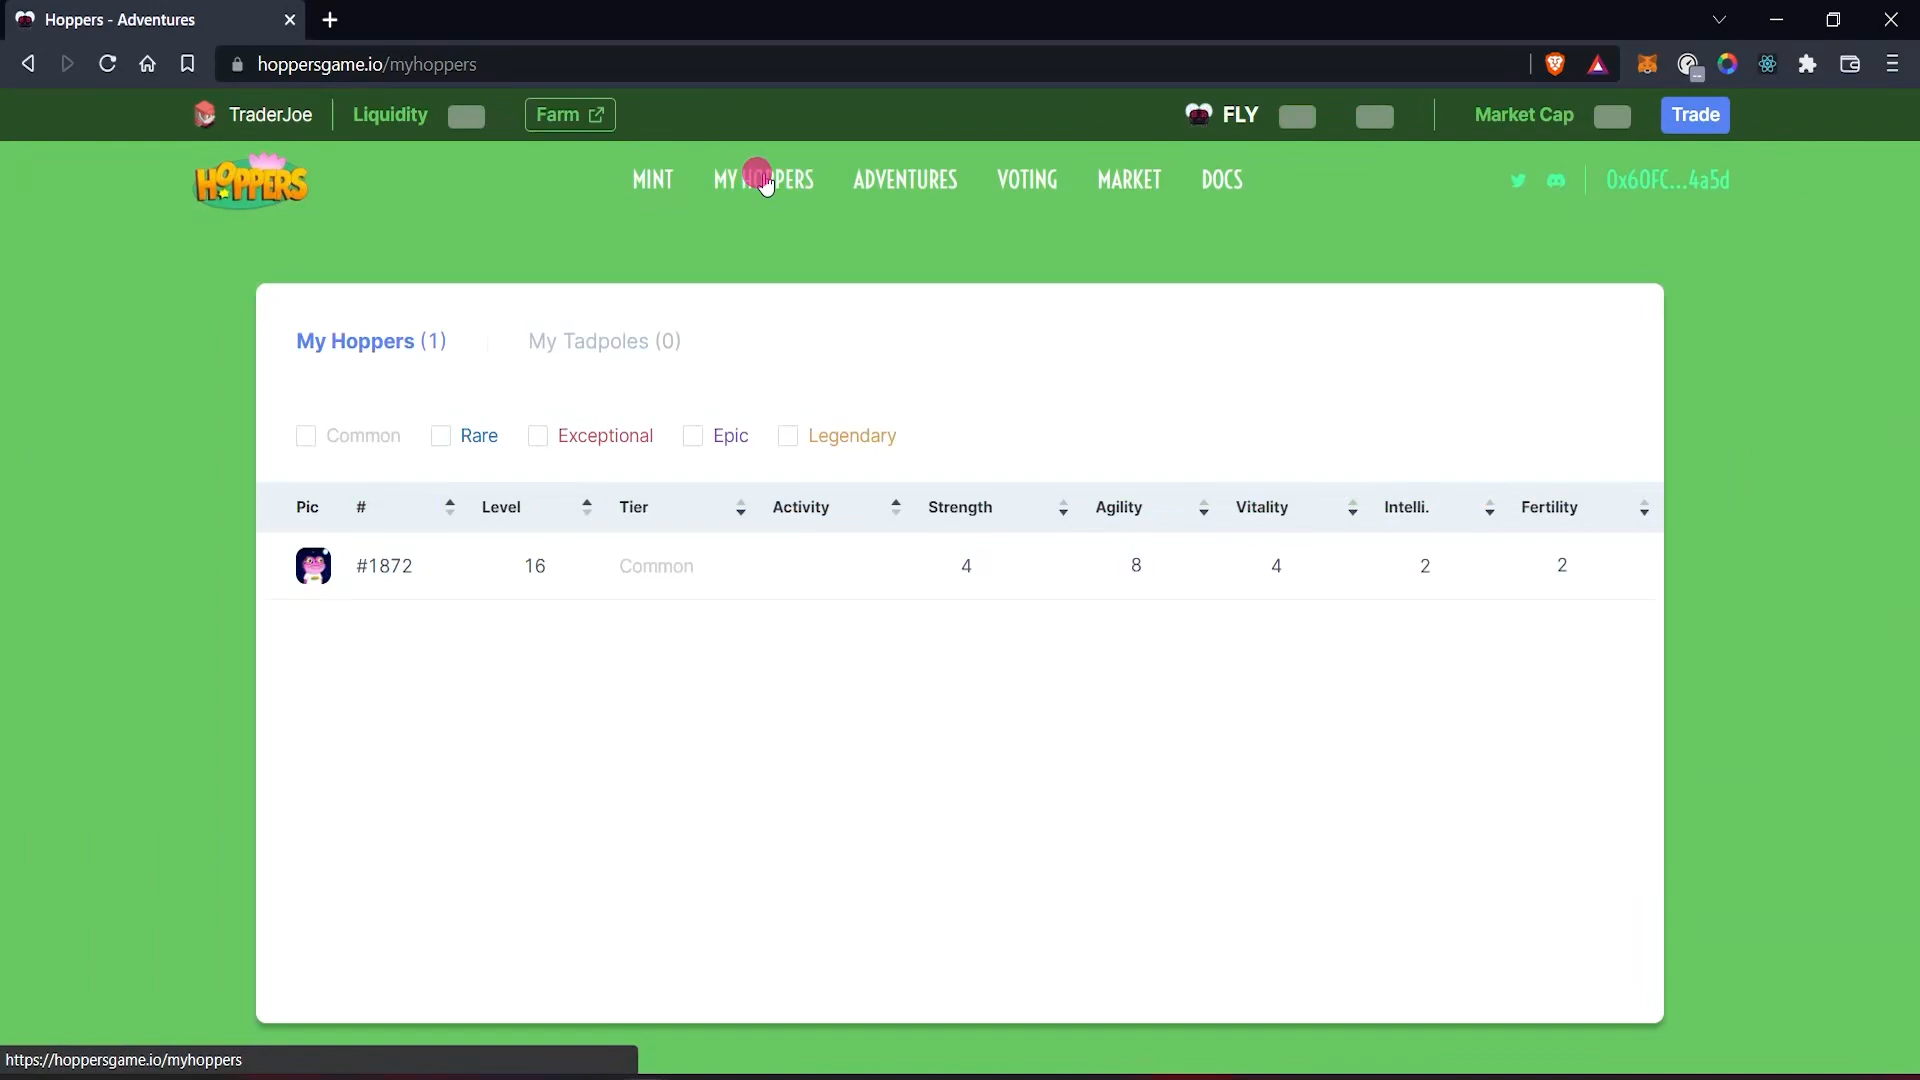 Hoppers - Adventures
hoppersgame.io/myhoppers
TraderJoe Liquidity Farm FLY Market Cap Trade
HOPPERS MINT MY HOPPERS ADVENTURES VOTING MARKET DOCS 0x60FC...4a5d
My Hoppers (1) My Tadpoles (0)
Common Rare Exceptional Epic Legendary
Pic # Level Tier Activity Strength Agility Vitality Intelli. Fertility
#1872 16 Common 4 8 4 2 2
https://hoppersgame.io/myhoppers